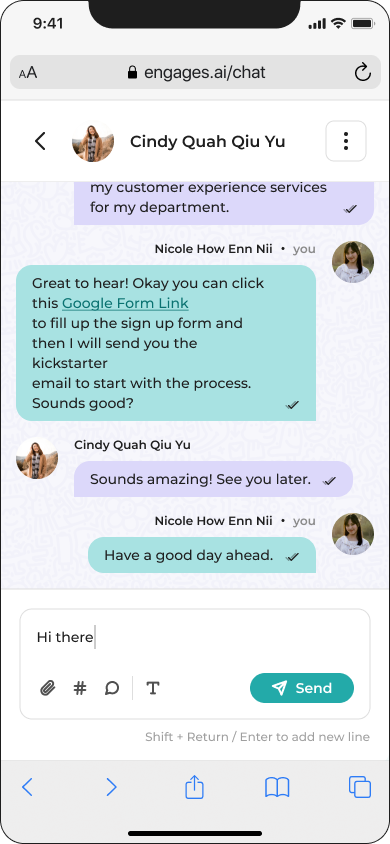 9:41
AA engages.ai/chat
Cindy Quah Qiu Yu
my customer experience services
for my department.
Nicole How Enn Nii • you
Great to hear! Okay you can click
this Google Form Link
to fill up the sign up form and
then I will send you the
kickstarter
email to start with the process.
Sounds good?
Cindy Quah Qiu Yu
Sounds amazing! See you later.
Nicole How Enn Nii • you
Have a good day ahead.
Hi there
# T Send
Shift + Return / Enter to add new line